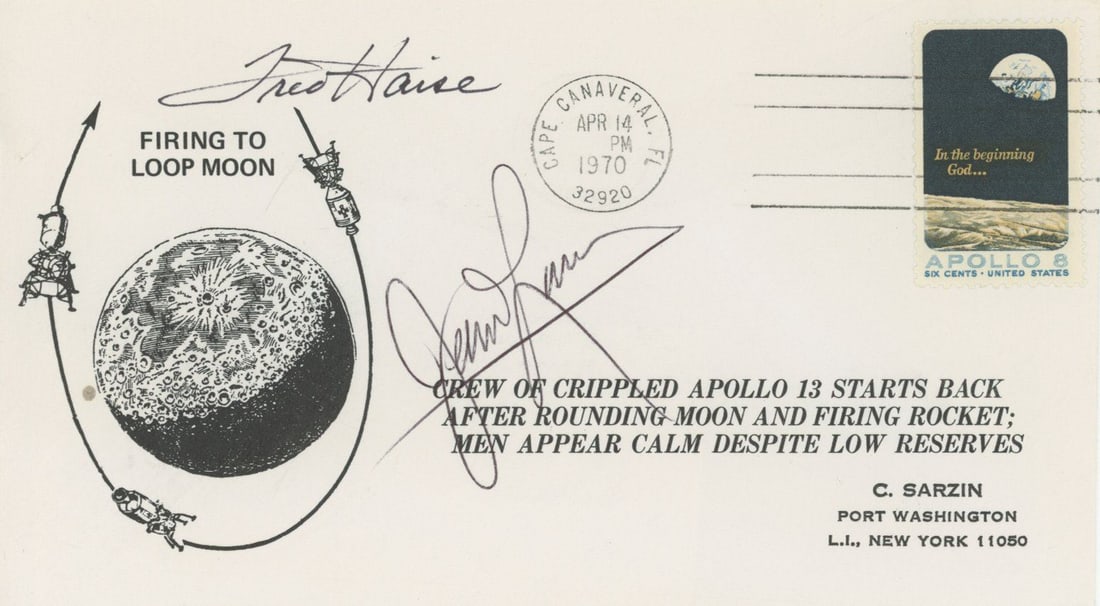 Fred Haise
FIRING TO
LOOP MOON
CAPE CANAVERAL, FL
APR 14
PM
1970
32920
In the beginning
God...
APOLLO 8
SIX CENTS · UNITED STATES
James Lovell
CREW OF CRIPPLED APOLLO 13 STARTS BACK
AFTER ROUNDING MOON AND FIRING ROCKET;
MEN APPEAR CALM DESPITE LOW RESERVES
C. SARZIN
PORT WASHINGTON
L.I., NEW YORK 11050